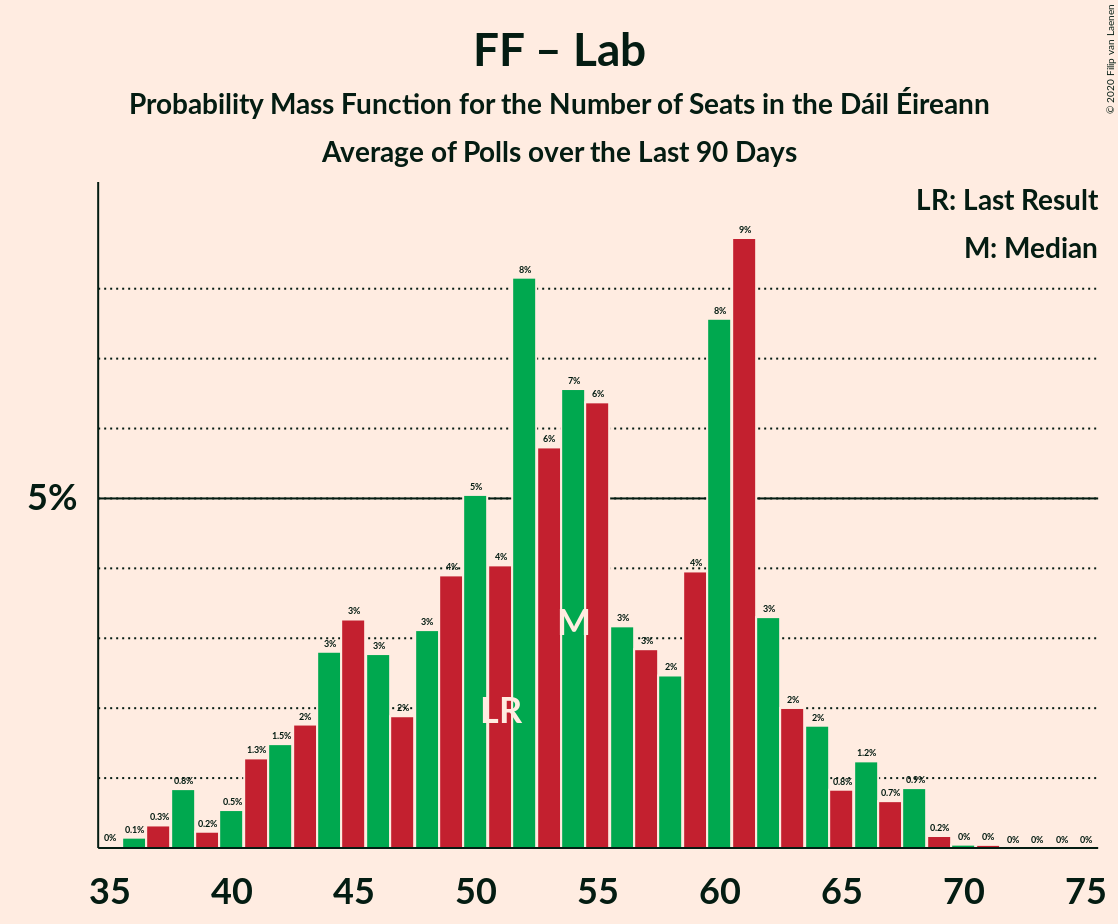 FF – Lab
Probability Mass Function for the Number of Seats in the Dáil Éireann
Average of Polls over the Last 90 Days
© 2020 Filip van Laenen
LR: Last Result
M: Median
5%
0% 0.1% 0.3% 0.8% 0.2% 0.5% 1.3% 1.5% 2% 3% 3% 3% 2% 3% 4% 5% 4% 8% 6% 7% 6% 3% 3% 2% 4% 8% 9% 3% 2% 2% 0.8% 1.2% 0.7% 0.9% 0.2% 0% 0% 0% 0% 0% 0%
M
LR
35 40 45 50 55 60 65 70 75